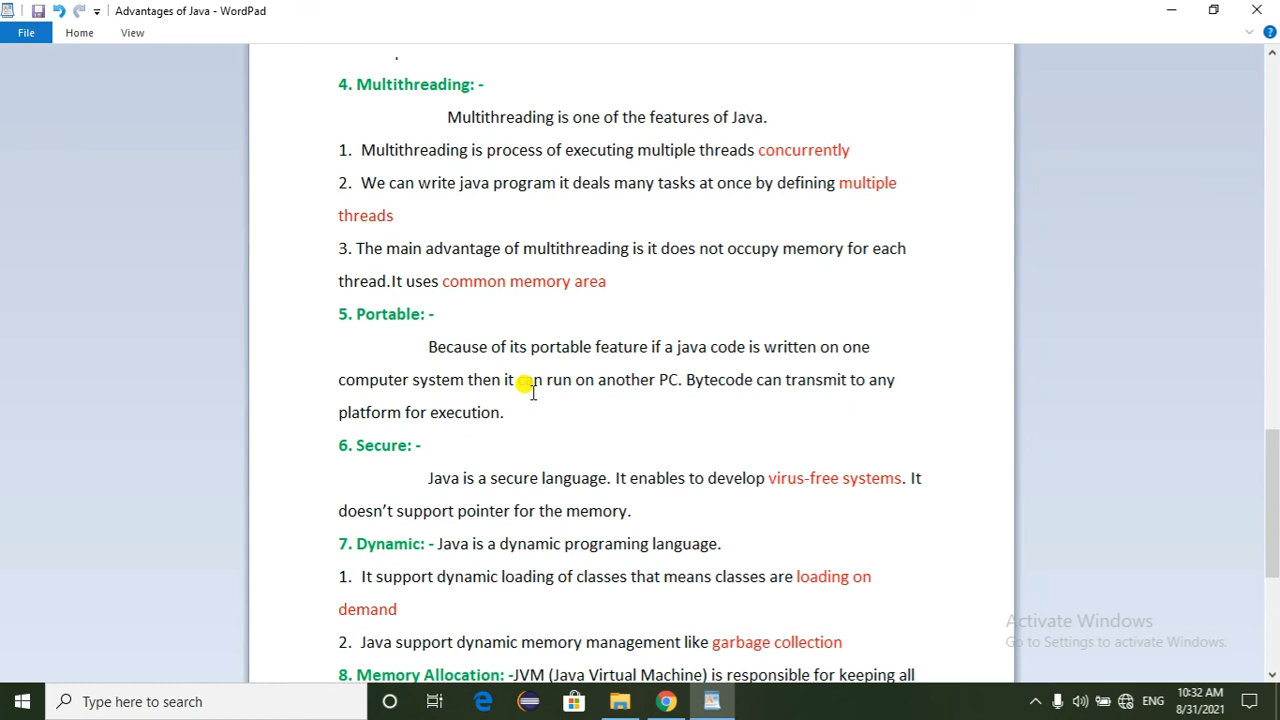 Advantages of Java - WordPad
File Home View
4. Multithreading: -
Multithreading is one of the features of Java.
1. Multithreading is process of executing multiple threads concurrently
2. We can write java program it deals many tasks at once by defining multiple
threads
3. The main advantage of multithreading is it does not occupy memory for each
thread.It uses common memory area
5. Portable: -
Because of its portable feature if a java code is written on one
computer system then it can run on another PC. Bytecode can transmit to any
platform for execution.
6. Secure: -
Java is a secure language. It enables to develop virus-free systems. It
doesn’t support pointer for the memory.
7. Dynamic: - Java is a dynamic programing language.
1. It support dynamic loading of classes that means classes are loading on
demand
2. Java support dynamic memory management like garbage collection
8. Memory Allocation: -JVM (Java Virtual Machine) is responsible for keeping all
Activate Windows
Go to Settings to activate Windows.
Type here to search
ENG
10:32 AM
8/31/2021